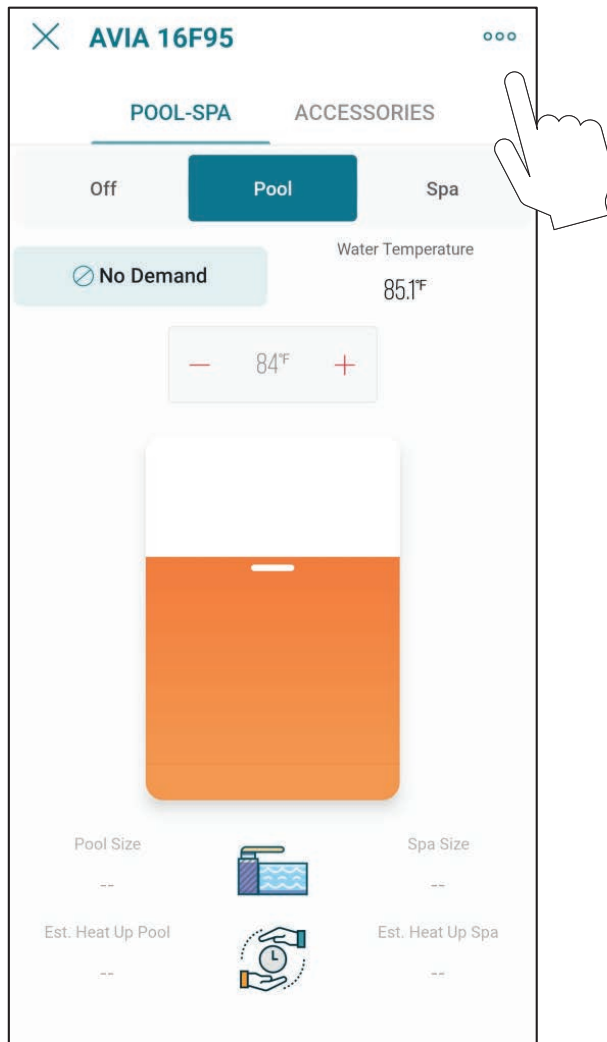 AVIA 16F95
POOL-SPA ACCESSORIES
Off Pool Spa
No Demand
Water Temperature
85.1°F
84°F
Pool Size
--
Spa Size
--
Est. Heat Up Pool
--
Est. Heat Up Spa
--